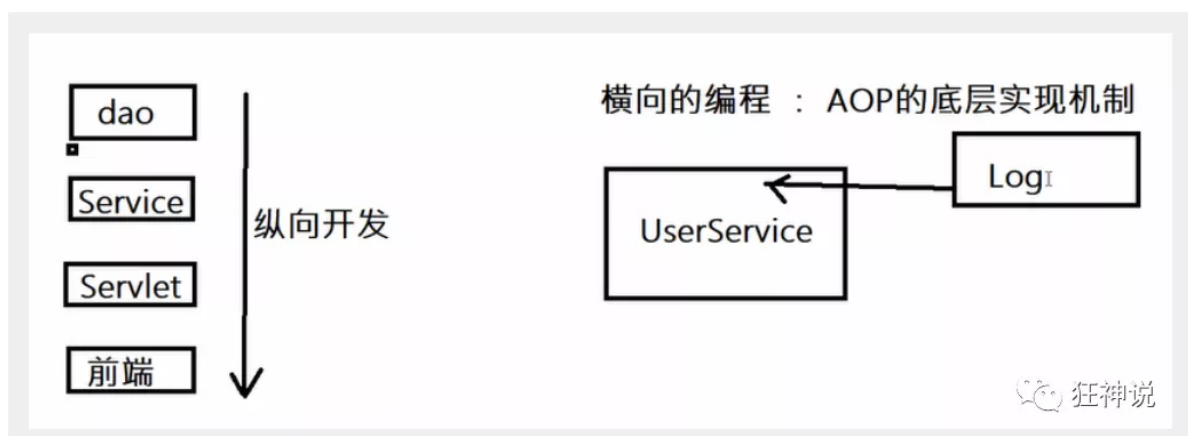 dao
Service
Servlet
前端
纵向开发
横向的编程 : AOP的底层实现机制
Log
UserService
狂神说